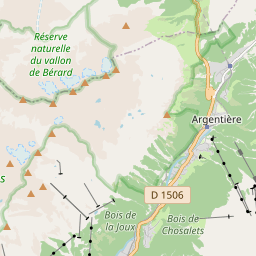 Réserve
naturelle
du vallon
de Bérard
Argentière
D 1506
Bois de
la Joux
Bois de
Chosalets